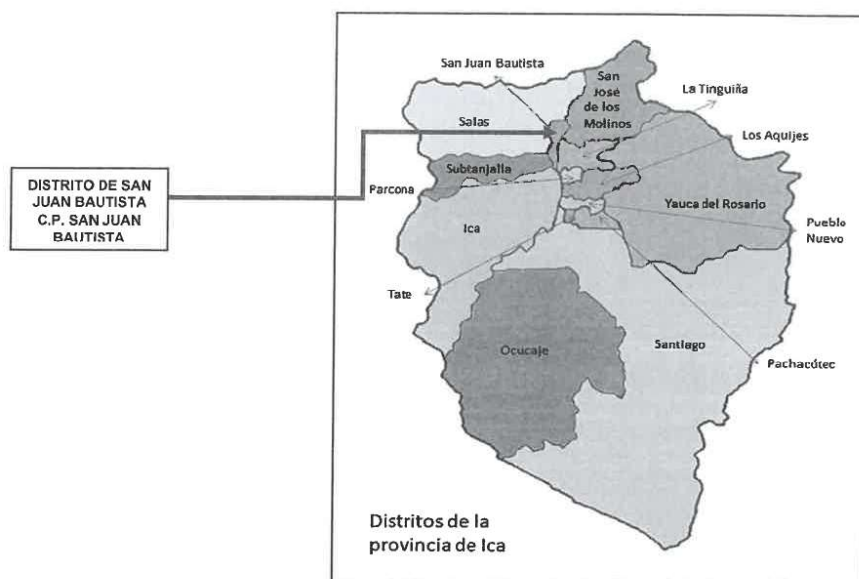 San Juan Bautista
San
José
de los
Molinos
La Tinguiña
Salas
Los Aquijes
Subtanjalla
DISTRITO DE SAN
JUAN BAUTISTA
C.P. SAN JUAN
BAUTISTA
Parcona
Yauca del Rosario
Ica
Pueblo
Nuevo
Tate
Ocucaje
Santiago
Pachacótec
Distritos de la
provincia de Ica